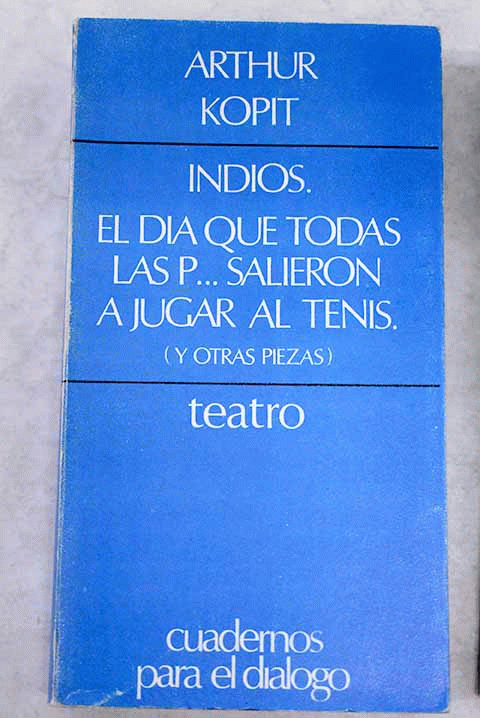 ARTHUR
KOPIT
INDIOS.
EL DIA QUE TODAS
LAS P... SALIERON
A JUGAR AL TENIS.
(Y OTRAS PIEZAS)
teatro
cuadernos
para el dialogo